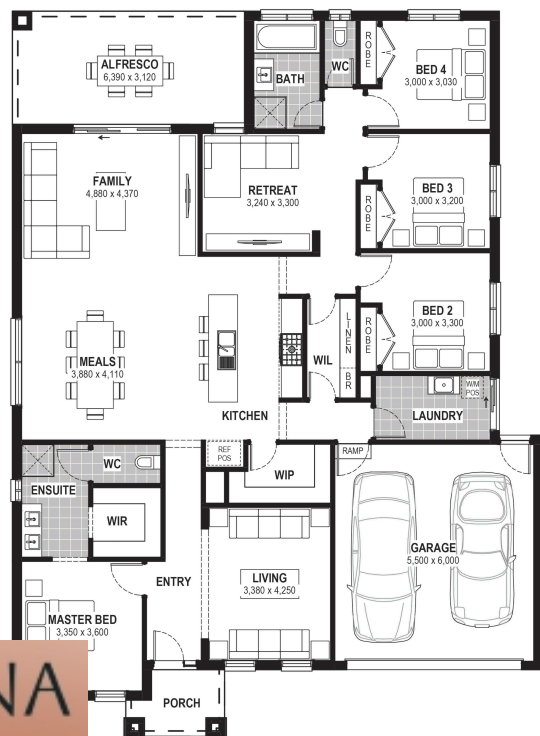 ALFRESCO
6,390 x 3,120
BATH
WC
ROBE
BED 4
3,000 x 3,030
FAMILY
4,880 x 4,370
RETREAT
3,240 x 3,300
ROBE
BED 3
3,000 x 3,200
MEALS
3,880 x 4,110
WIL
LINEN
BR
ROBE
BED 2
3,000 x 3,300
KITCHEN
LAUNDRY
W/M
POS
REF
POS
WIP
RAMP
WC
ENSUITE
WIR
ENTRY
LIVING
3,380 x 4,250
GARAGE
5,500 x 6,000
MASTER BED
3,350 x 3,600
PORCH
NA